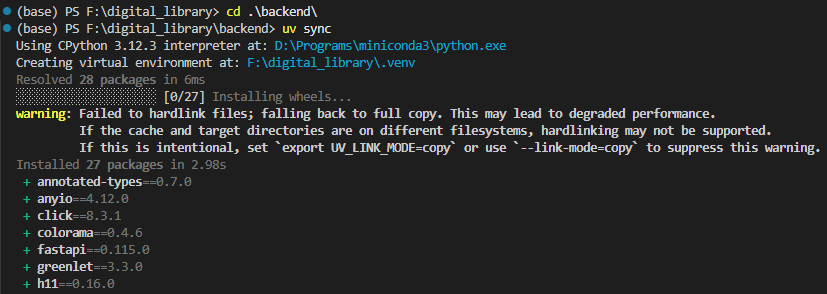 (base) PS F:\digital_library> cd .\backend\
(base) PS F:\digital_library\backend> uv sync
Using CPython 3.12.3 interpreter at: D:\Programs\miniconda3\python.exe
Creating virtual environment at: F:\digital_library\.venv
Resolved 28 packages in 6ms
░░░░░░░░░░░░░░░░░░░░ [0/27] Installing wheels...
warning: Failed to hardlink files; falling back to full copy. This may lead to degraded performance.
If the cache and target directories are on different filesystems, hardlinking may not be supported.
If this is intentional, set `export UV_LINK_MODE=copy` or use `--link-mode=copy` to suppress this warning.
Installed 27 packages in 2.98s
+ annotated-types==0.7.0
+ anyio==4.12.0
+ click==8.3.1
+ colorama==0.4.6
+ fastapi==0.115.0
+ greenlet==3.3.0
+ h11==0.16.0